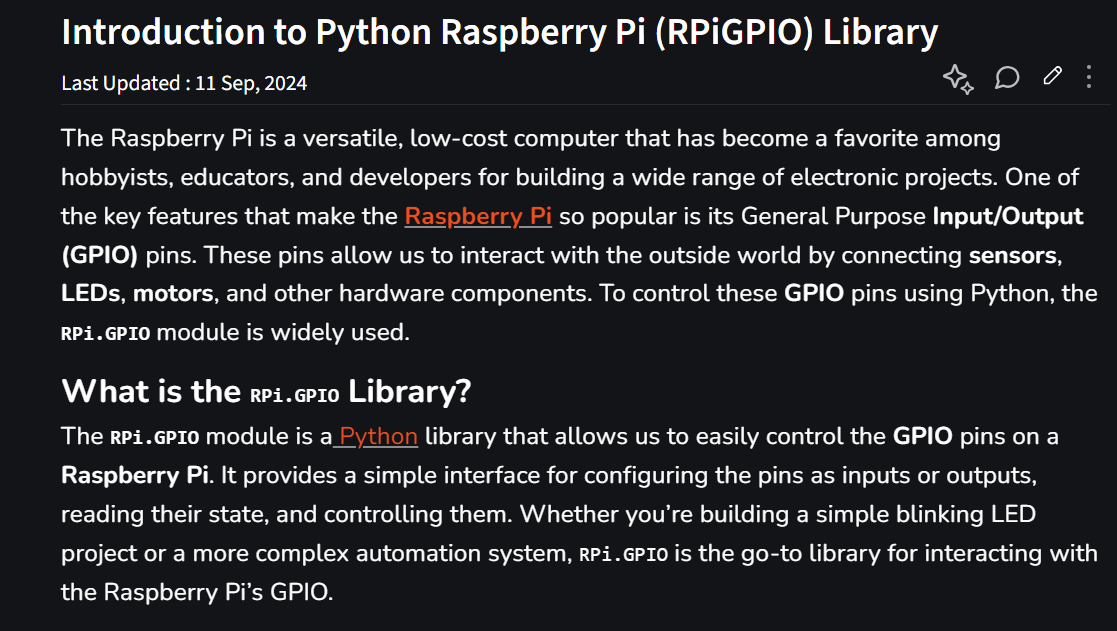 Introduction to Python Raspberry Pi (RPiGPIO) Library
Last Updated : 11 Sep, 2024
The Raspberry Pi is a versatile, low-cost computer that has become a favorite among
hobbyists, educators, and developers for building a wide range of electronic projects. One of
the key features that make the Raspberry Pi so popular is its General Purpose Input/Output
(GPIO) pins. These pins allow us to interact with the outside world by connecting sensors,
LEDs, motors, and other hardware components. To control these GPIO pins using Python, the
RPi.GPIO module is widely used.
What is the RPi.GPIO Library?
The RPi.GPIO module is a Python library that allows us to easily control the GPIO pins on a
Raspberry Pi. It provides a simple interface for configuring the pins as inputs or outputs,
reading their state, and controlling them. Whether you’re building a simple blinking LED
project or a more complex automation system, RPi.GPIO is the go-to library for interacting with
the Raspberry Pi’s GPIO.